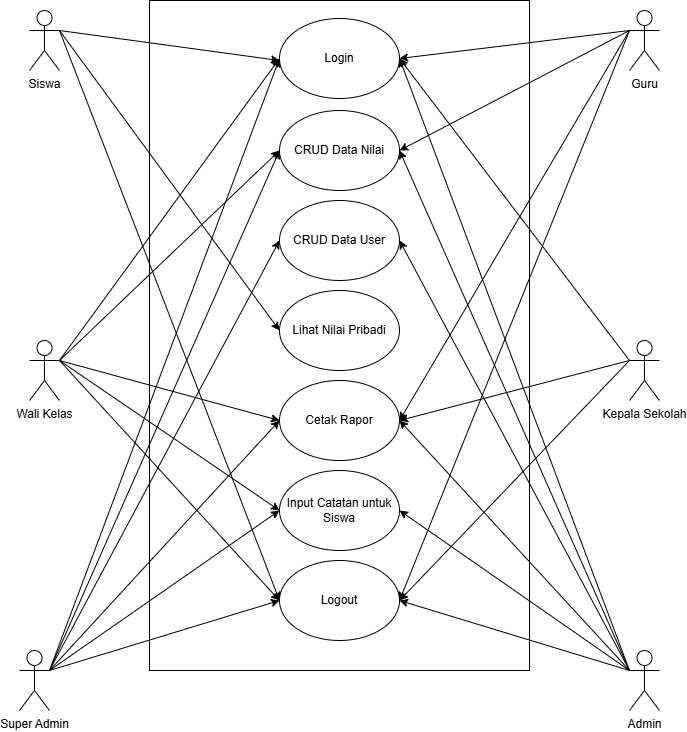 Siswa
Login
Guru
CRUD Data Nilai
CRUD Data User
Lihat Nilai Pribadi
Wali Kelas
Cetak Rapor
Kepala Sekolah
Input Catatan untuk
Siswa
Logout
Super Admin
Admin